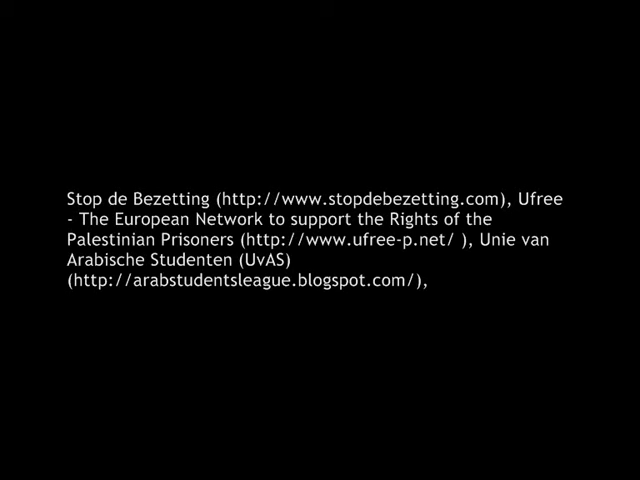 Stop de Bezetting (http://www.stopdebezetting.com), Ufree
- The European Network to support the Rights of the
Palestinian Prisoners (http://www.ufree-p.net/ ), Unie van
Arabische Studenten (UvAS)
(http://arabstudentsleague.blogspot.com/),